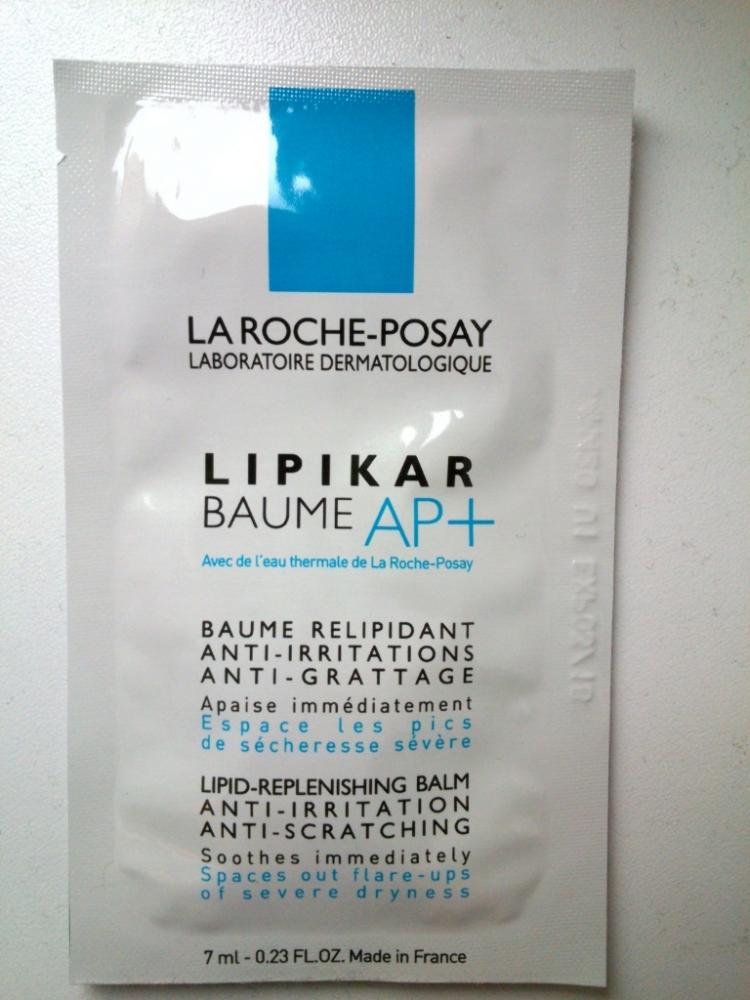 LA ROCHE-POSAY
LABORATOIRE DERMATOLOGIQUE
LIPIKAR
BAUME AP+
Avec de l'eau thermale de La Roche-Posay
BAUME RELIPIDANT
ANTI-IRRITATIONS
ANTI-GRATTAGE
Apaise immédiatement
Espace les pics
de sécheresse sévère
LIPID-REPLENISHING BALM
ANTI-IRRITATION
ANTI-SCRATCHING
Soothes immediately
Spaces out flare-ups
of severe dryness
7 ml - 0.23 FL.OZ. Made in France